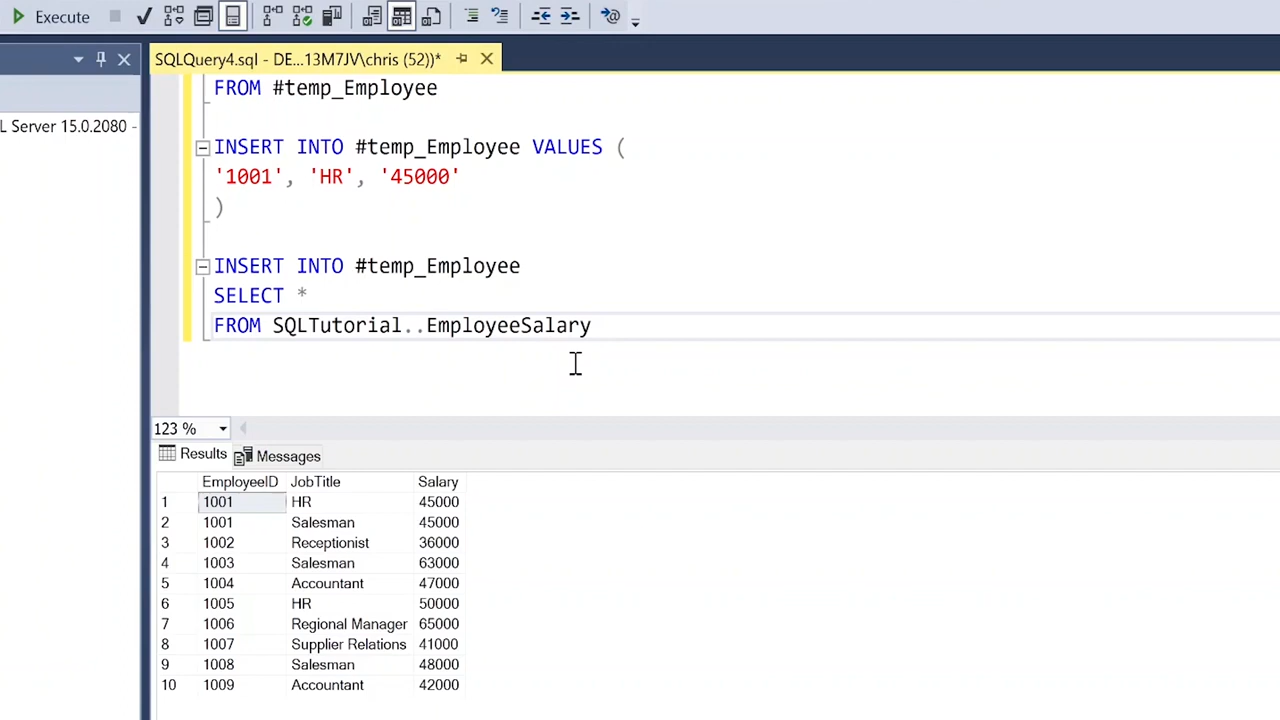 Execute
SQLQuery4.sql - DE...13M7JV\chris (52))*
L Server 15.0.2080 -
FROM #temp_Employee
INSERT INTO #temp_Employee VALUES (
'1001', 'HR', '45000'
)
INSERT INTO #temp_Employee
SELECT *
FROM SQLTutorial..EmployeeSalary
123 %
Results Messages
EmployeeID JobTitle Salary
1 1001 HR 45000
2 1001 Salesman 45000
3 1002 Receptionist 36000
4 1003 Salesman 63000
5 1004 Accountant 47000
6 1005 HR 50000
7 1006 Regional Manager 65000
8 1007 Supplier Relations 41000
9 1008 Salesman 48000
10 1009 Accountant 42000